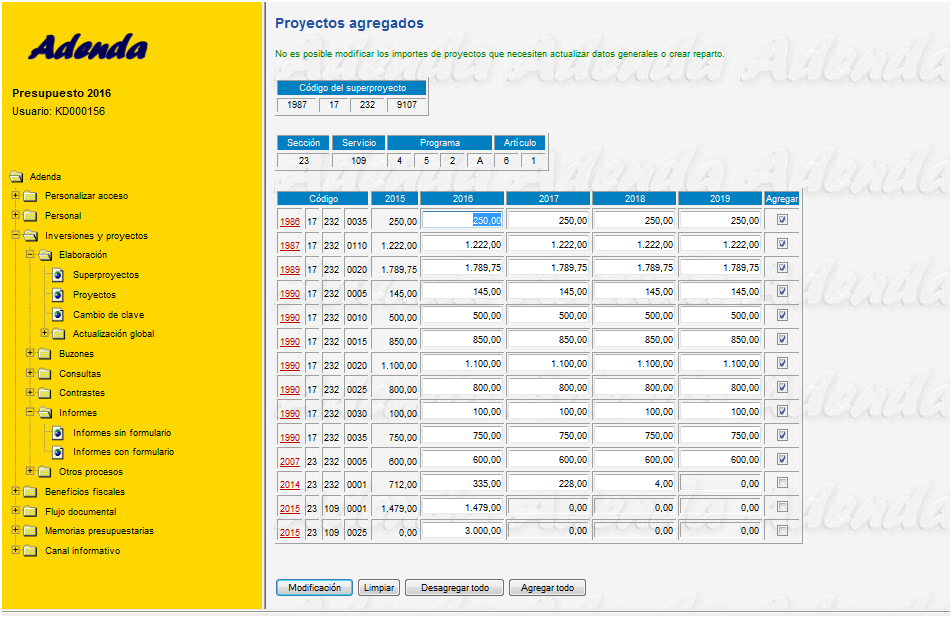 Adenda
Presupuesto 2016
Usuario: KD000156
Adenda
Personalizar acceso
Personal
Inversiones y proyectos
Elaboración
Superproyectos
Proyectos
Cambio de clave
Actualización global
Buzones
Consultas
Contrastes
Informes
Informes sin formulario
Informes con formulario
Otros procesos
Beneficios fiscales
Flujo documental
Memorias presupuestarias
Canal informativo
Proyectos agregados
No es posible modificar los importes de proyectos que necesiten actualizar datos generales o crear reparto.
Código del superproyecto
1987 17 232 9107
Sección Servicio Programa Artículo
23 109 4 5 2 A 6 1
Código 2015 2016 2017 2018 2019 Agregar
1986 17 232 0035 250,00 250,00 250,00 250,00 250,00
1987 17 232 0110 1.222,00 1.222,00 1.222,00 1.222,00 1.222,00
1989 17 232 0020 1.789,75 1.789,75 1.789,75 1.789,75 1.789,75
1990 17 232 0005 145,00 145,00 145,00 145,00 145,00
1990 17 232 0010 500,00 500,00 500,00 500,00 500,00
1990 17 232 0015 850,00 850,00 850,00 850,00 850,00
1990 17 232 0020 1.100,00 1.100,00 1.100,00 1.100,00 1.100,00
1990 17 232 0025 800,00 800,00 800,00 800,00 800,00
1990 17 232 0030 100,00 100,00 100,00 100,00 100,00
1990 17 232 0035 750,00 750,00 750,00 750,00 750,00
2007 23 232 0005 600,00 600,00 600,00 600,00 600,00
2014 23 232 0001 712,00 335,00 228,00 4,00 0,00
2015 23 109 0001 1.479,00 1.479,00 0,00 0,00 0,00
2015 23 109 0025 0,00 3.000,00 0,00 0,00 0,00
Modificación Limpiar Desagregar todo Agregar todo